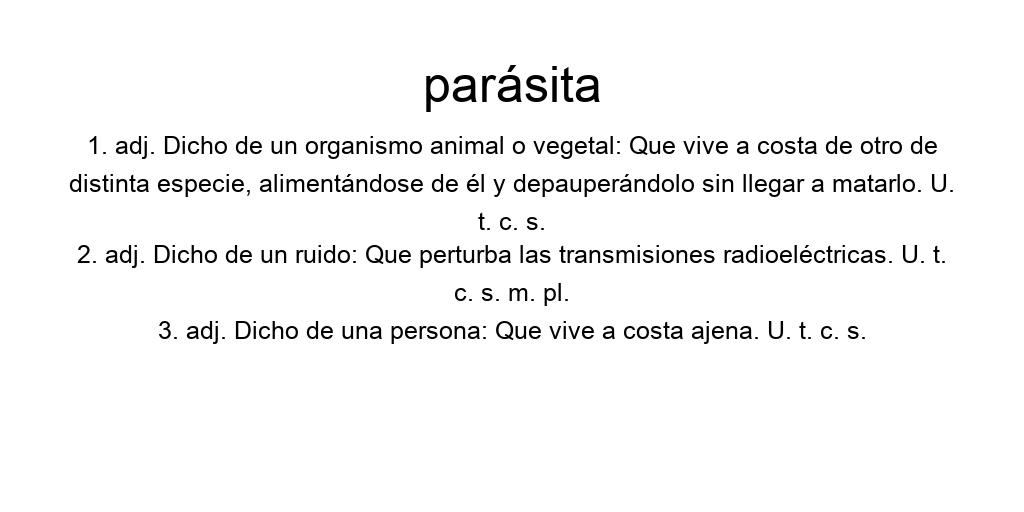 parásita
1. adj. Dicho de un organismo animal o vegetal: Que vive a costa de otro de
distinta especie, alimentándose de él y depauperándolo sin llegar a matarlo. U.
t. c. s.
2. adj. Dicho de un ruido: Que perturba las transmisiones radioeléctricas. U. t.
c. s. m. pl.
3. adj. Dicho de una persona: Que vive a costa ajena. U. t. c. s.